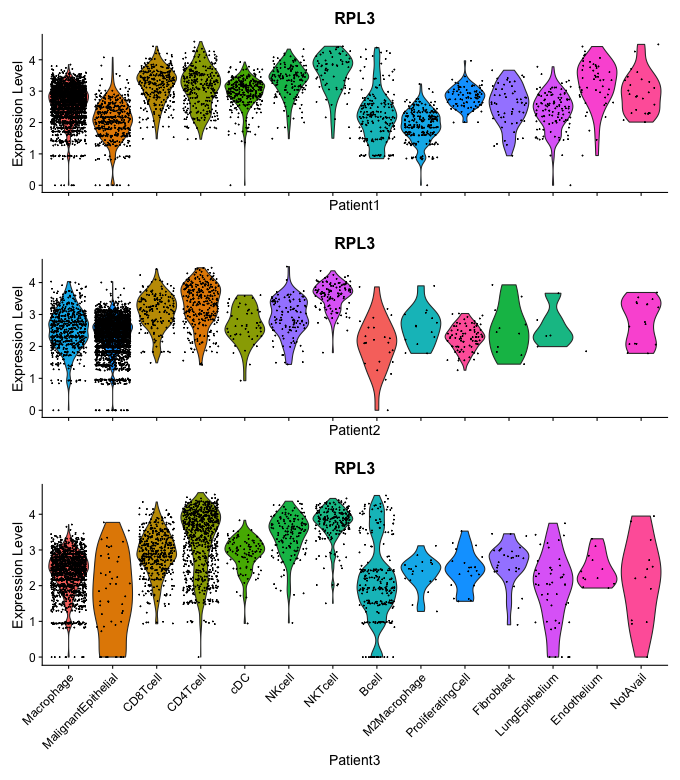 RPL3
Expression Level
4
3
2
1
0
Patient1
RPL3
Expression Level
4
3
2
1
0
Patient2
RPL3
Expression Level
4
3
2
1
0
Macrophage
MalignantEpithelial
CD8Tcell
CD4Tcell
cDC
NKcell
NKTcell
Bcell
M2Macrophage
ProliferatingCell
Fibroblast
LungEpithelium
Endothelium
NotAvail
Patient3